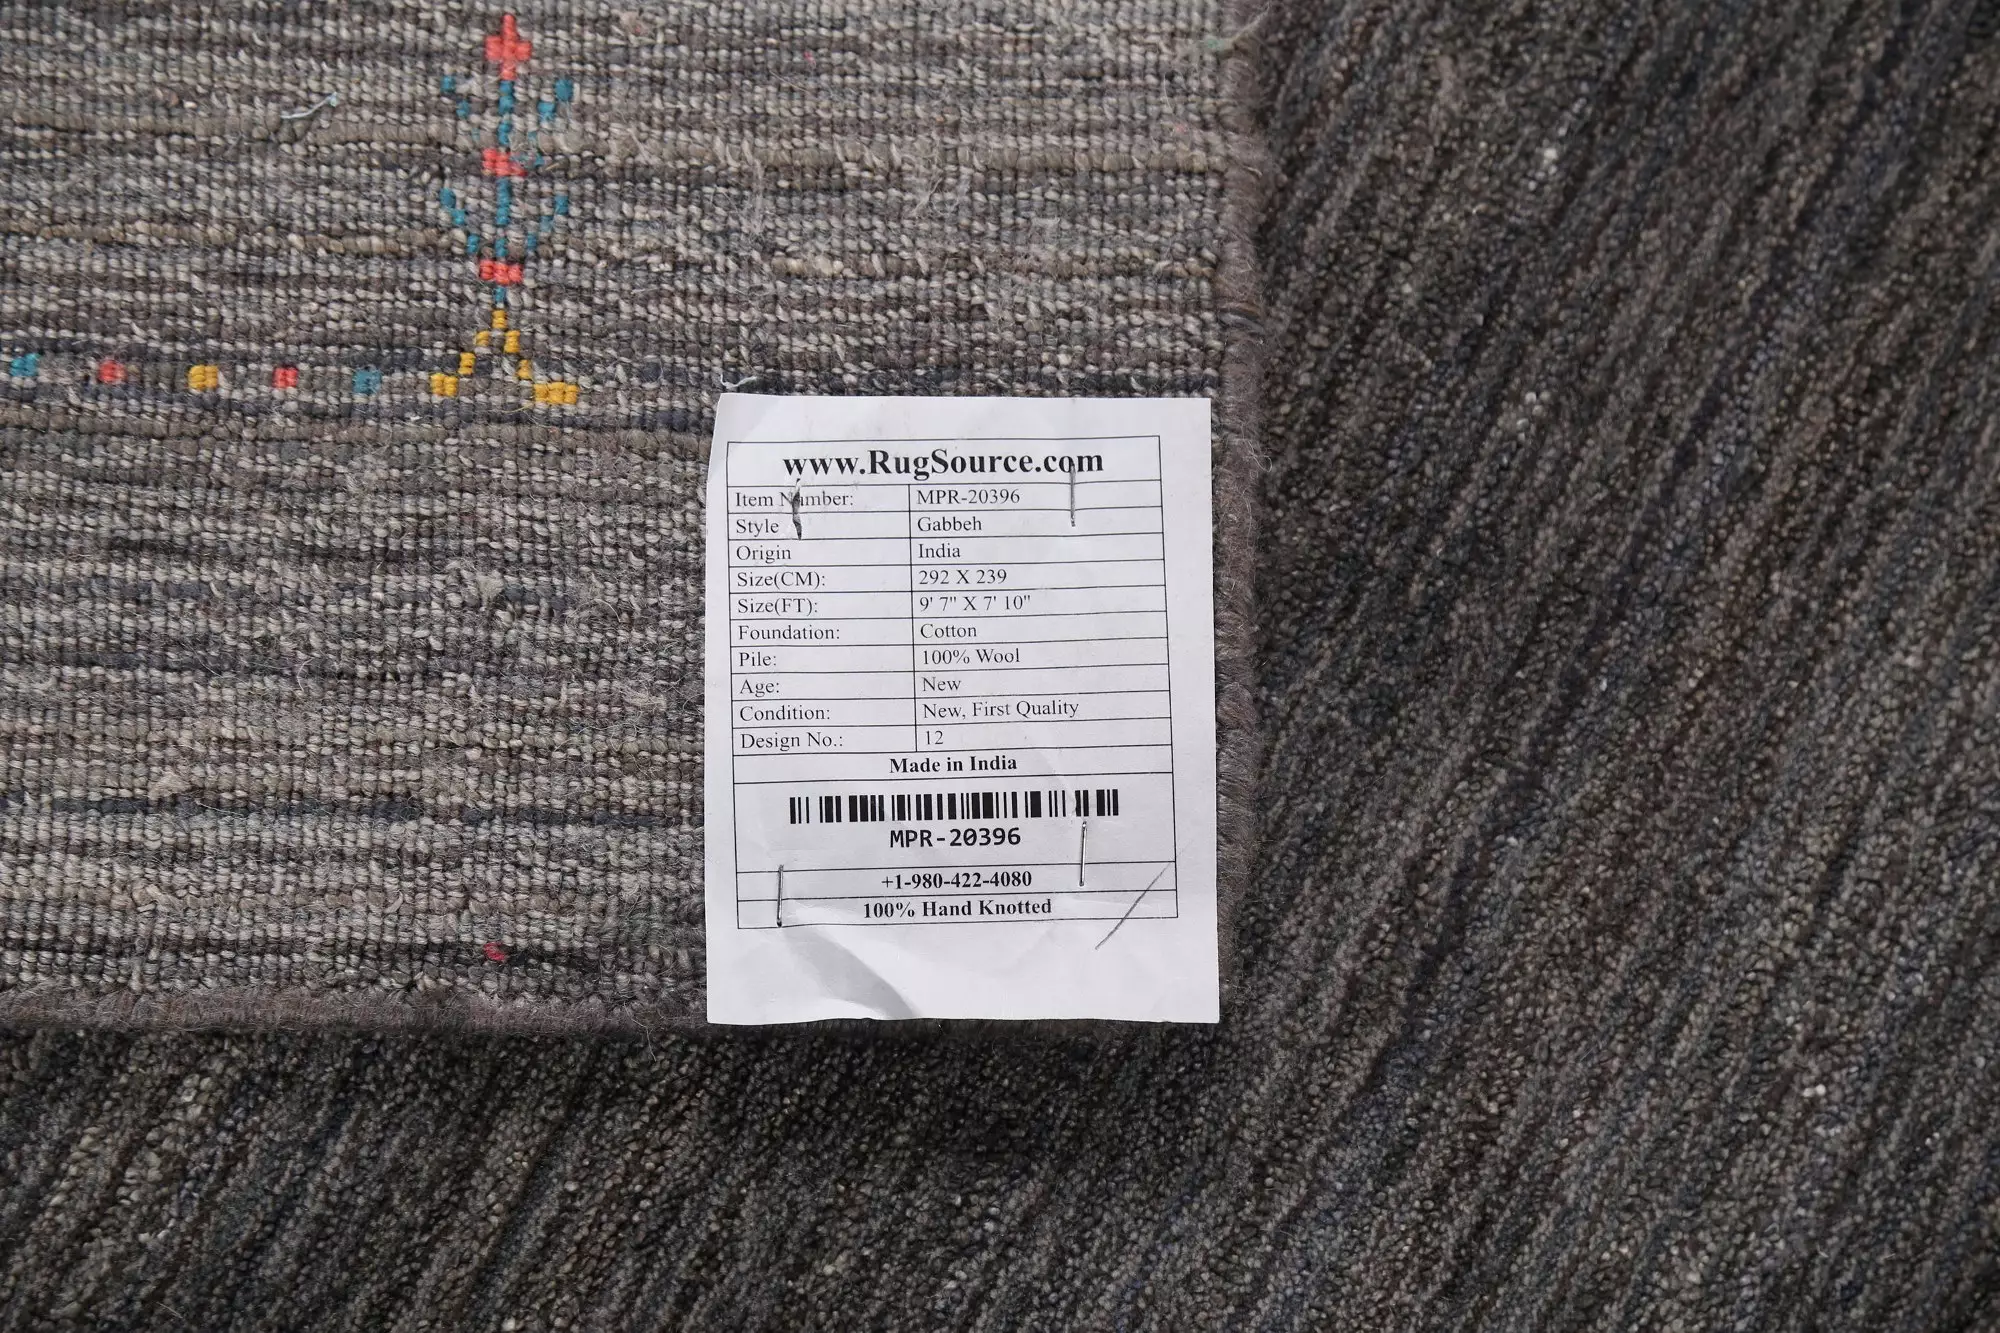 www.RugSource.com
Item Number: MPR-20396
Style Gabbeh
Origin India
Size(CM): 292 X 239
Size(FT): 9' 7" X 7' 10"
Foundation: Cotton
Pile: 100% Wool
Age: New
Condition: New, First Quality
Design No.: 12
Made in India
MPR-20396
+1-980-422-4080
100% Hand Knotted